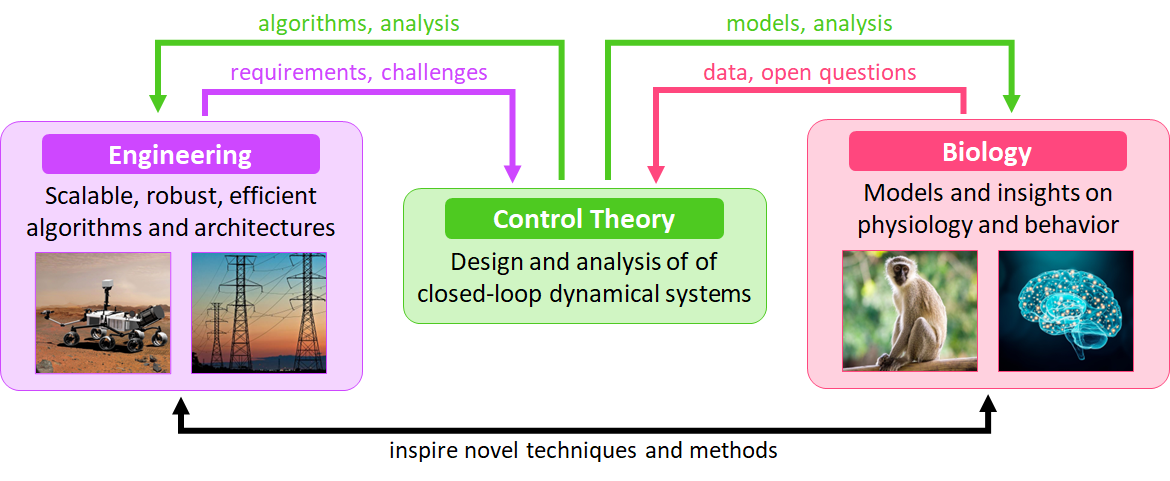 algorithms, analysis
models, analysis
requirements, challenges
data, open questions
Engineering
Scalable, robust, efficient
algorithms and architectures
Control Theory
Design and analysis of of
closed-loop dynamical systems
Biology
Models and insights on
physiology and behavior
inspire novel techniques and methods